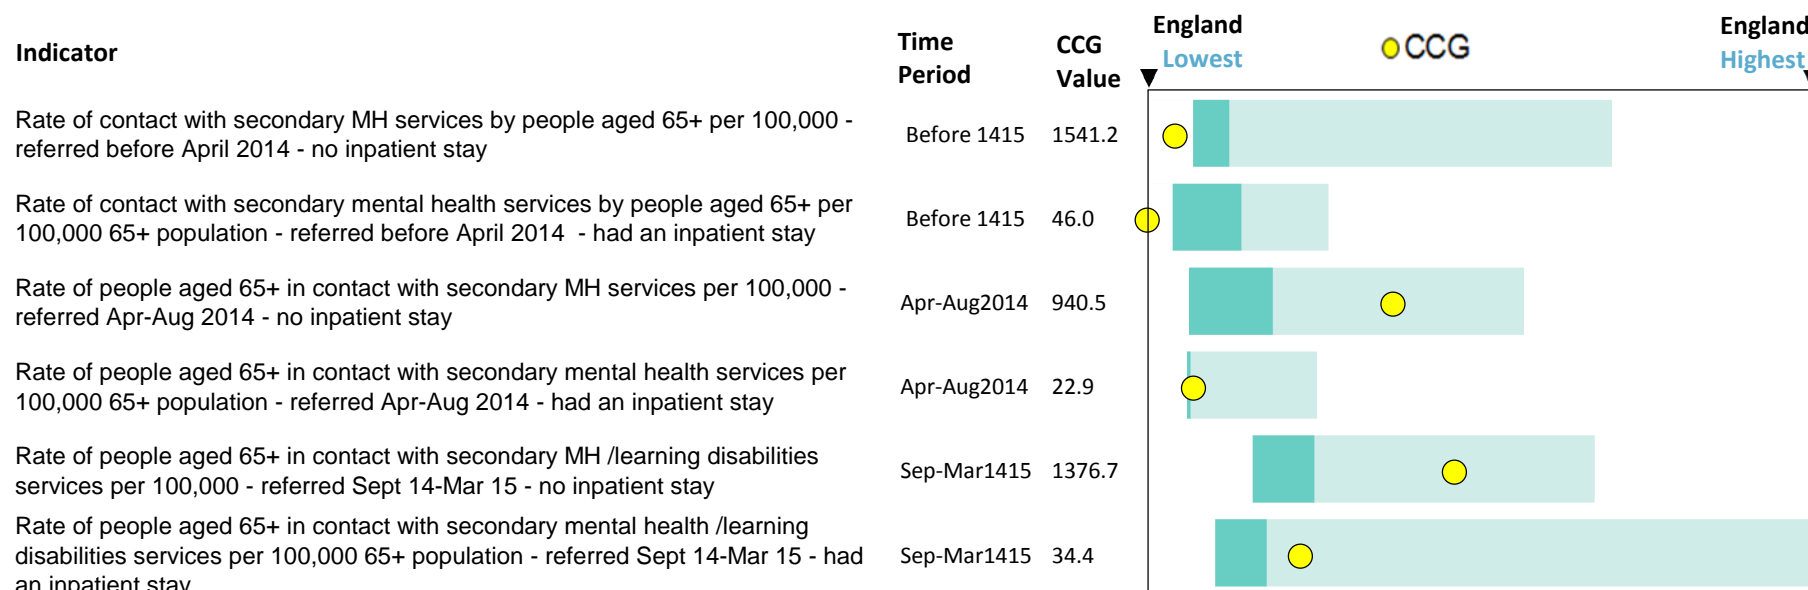 Indicator
Time Period
CCG Value
England Lowest
CCG
England Highest
Rate of contact with secondary MH services by people aged 65+ per 100,000 -
referred before April 2014 - no inpatient stay
Before 1415 1541.2
Rate of contact with secondary mental health services by people aged 65+ per
100,000 65+ population - referred before April 2014  - had an inpatient stay
Before 1415 46.0
Rate of people aged 65+ in contact with secondary MH services per 100,000 -
referred Apr-Aug 2014 - no inpatient stay
Apr-Aug2014 940.5
Rate of people aged 65+ in contact with secondary mental health services per
100,000 65+ population - referred Apr-Aug 2014 - had an inpatient stay
Apr-Aug2014 22.9
Rate of people aged 65+ in contact with secondary MH /learning disabilities
services per 100,000 - referred Sept 14-Mar 15 - no inpatient stay
Sep-Mar1415 1376.7
Rate of people aged 65+ in contact with secondary mental health /learning
disabilities services per 100,000 65+ population - referred Sept 14-Mar 15 - had
an inpatient stay
Sep-Mar1415 34.4